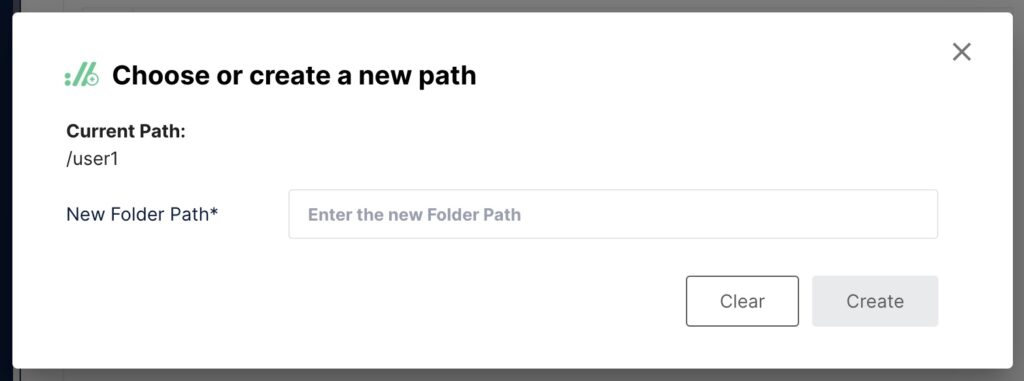 Choose or create a new path
Current Path:
/user1
New Folder Path*
Enter the new Folder Path
Clear
Create